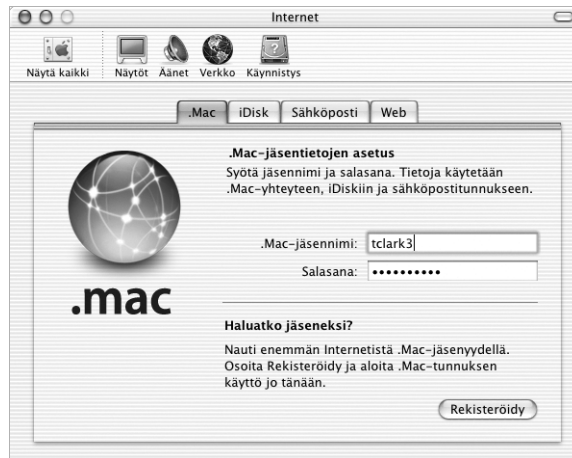 Internet
Näytä kaikki Näytöt Äänet Verkko Käynnistys
.Mac iDisk Sähköposti Web
.Mac-jäsentietojen asetus
Syötä jäsennimi ja salasana. Tietoja käytetään
.Mac-yhteyteen, iDiskiin ja sähköpostitunnukseen.
.Mac-jäsennimi: tclark3
Salasana: ••••••••••
.mac
Haluatko jäseneksi?
Nauti enemmän Internetistä .Mac-jäsenyydellä.
Osoita Rekisteröidy ja aloita .Mac-tunnuksen
käyttö jo tänään.
Rekisteröidy